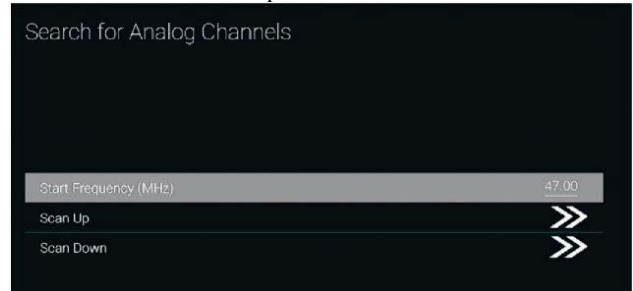 Search for Analog Channels
Start Frequency (MHz) 47.00
Scan Up
Scan Down